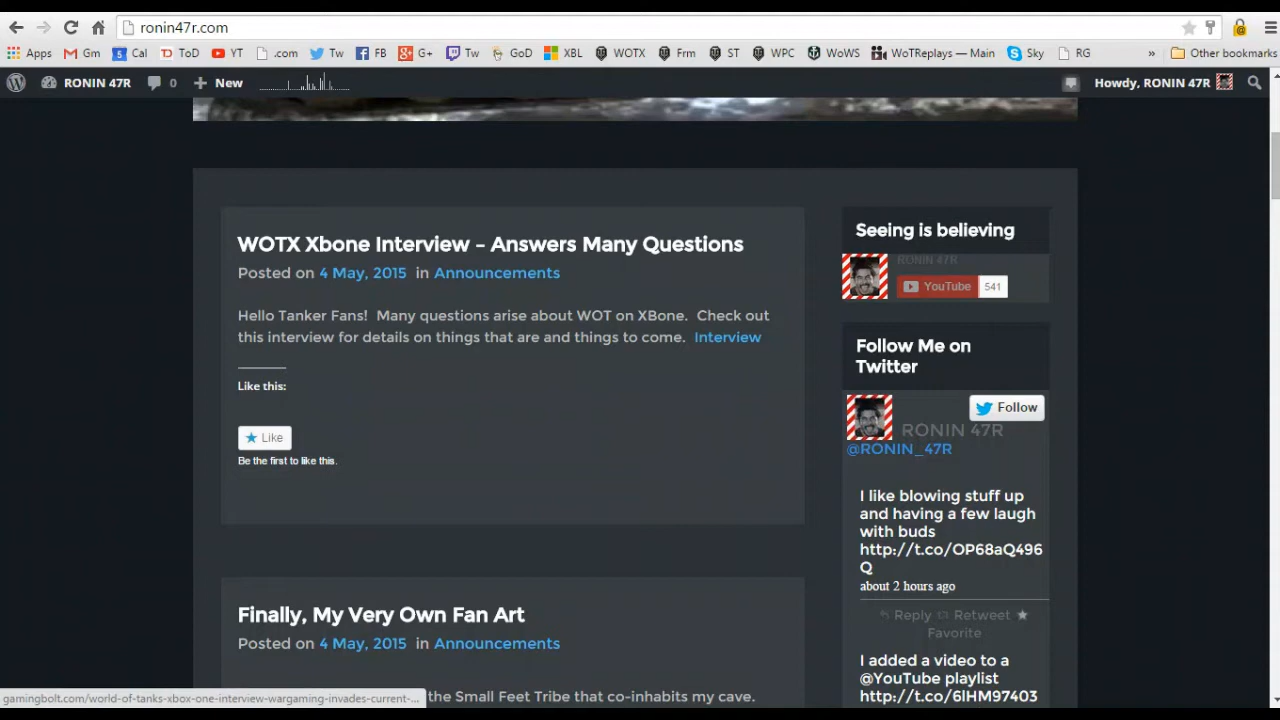 ronin47r.com
Apps Gm Cal ToD YT .com Tw FB G+ Tw GoD XBL WOTX Frm ST WPC WoWS WoTReplays — Main Sky RG » Other bookmarks
RONIN 47R 0 New Howdy, RONIN 47R
WOTX Xbone Interview – Answers Many Questions
Posted on 4 May, 2015 in Announcements
Hello Tanker Fans! Many questions arise about WOT on XBone. Check out
this interview for details on things that are and things to come. Interview
Like this:
Like
Be the first to like this.
Finally, My Very Own Fan Art
Posted on 4 May, 2015 in Announcements
the Small Feet Tribe that co-inhabits my cave.
Seeing is believing
RONIN 47R
YouTube 541
Follow Me on
Twitter
Follow
RONIN 47R
@RONIN_47R
I like blowing stuff up
and having a few laugh
with buds
http://t.co/OP68aQ496
Q
about 2 hours ago
Reply Retweet
Favorite
I added a video to a
@YouTube playlist
http://t.co/6lHM97403
gamingbolt.com/world-of-tanks-xbox-one-interview-wargaming-invades-current-...